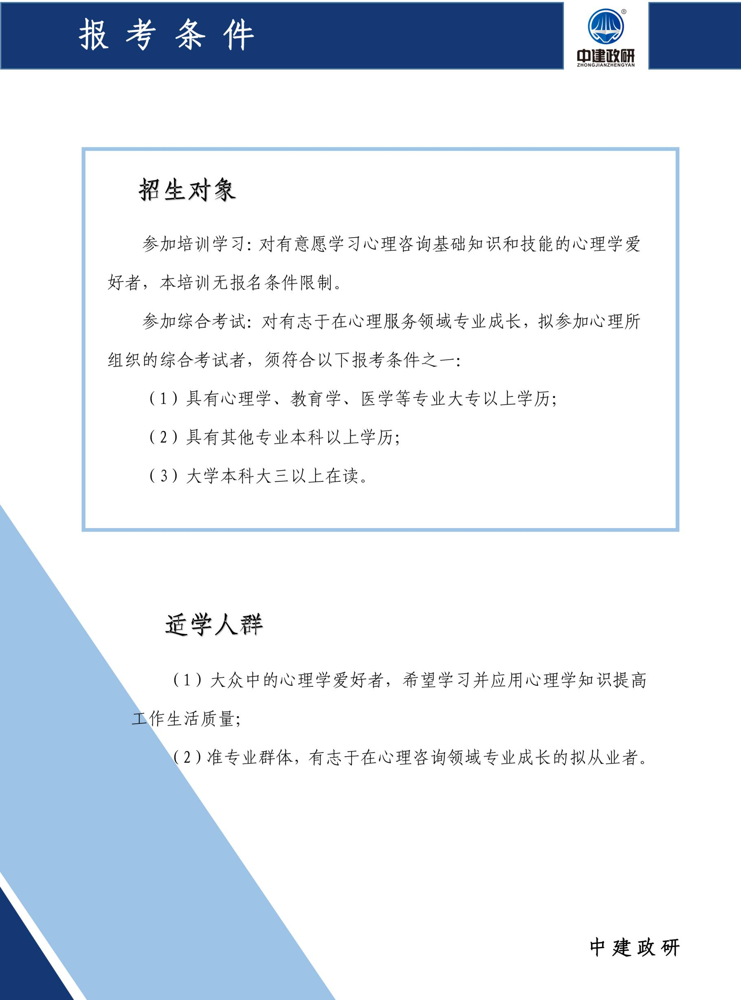 报考条件
®
中建政研
ZHONGJIANZHENGYAN
招生对象
参加培训学习：对有意愿学习心理咨询基础知识和技能的心理学爱
好者，本培训无报名条件限制。
参加综合考试：对有志于在心理服务领域专业成长，拟参加心理所
组织的综合考试者，须符合以下报考条件之一：
（1）具有心理学、教育学、医学等专业大专以上学历；
（2）具有其他专业本科以上学历；
（3）大学本科大三以上在读。
适学人群
（1）大众中的心理学爱好者，希望学习并应用心理学知识提高
工作生活质量；
（2）准专业群体，有志于在心理咨询领域专业成长的拟从业者。
中建政研